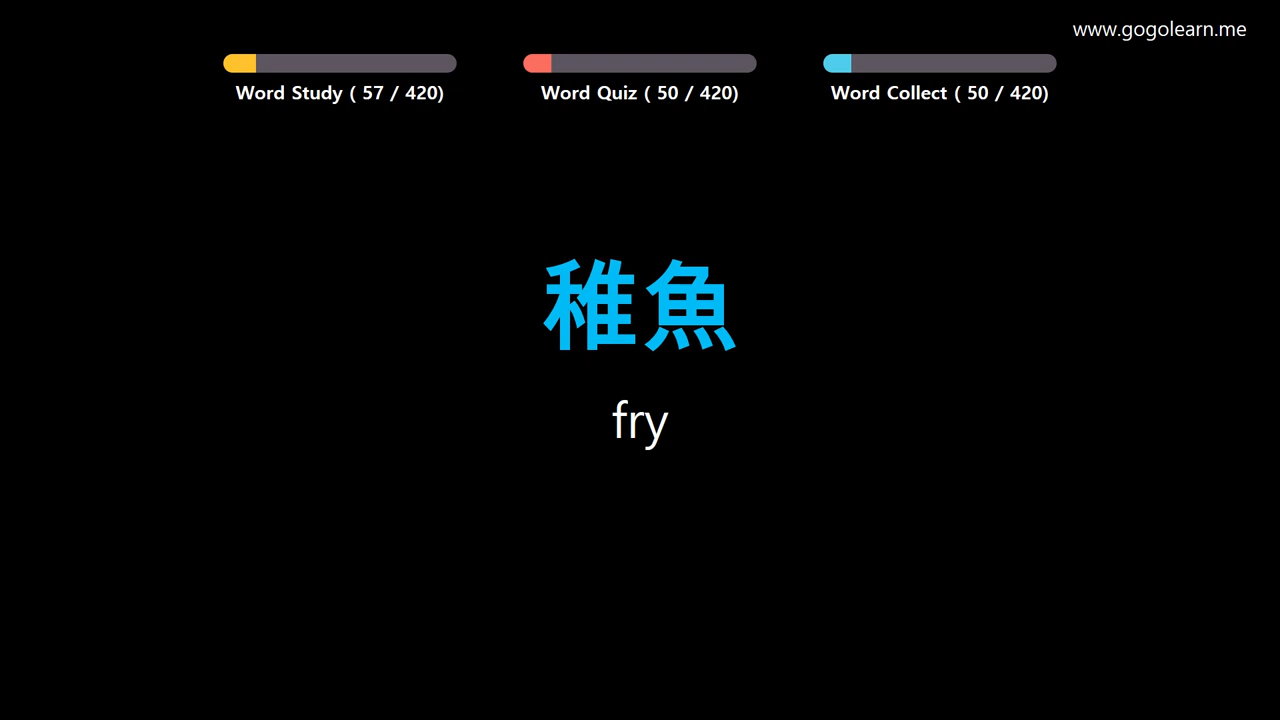 www.gogolearn.me
Word Study ( 57 / 420)
Word Quiz ( 50 / 420)
Word Collect ( 50 / 420)
稚魚
fry